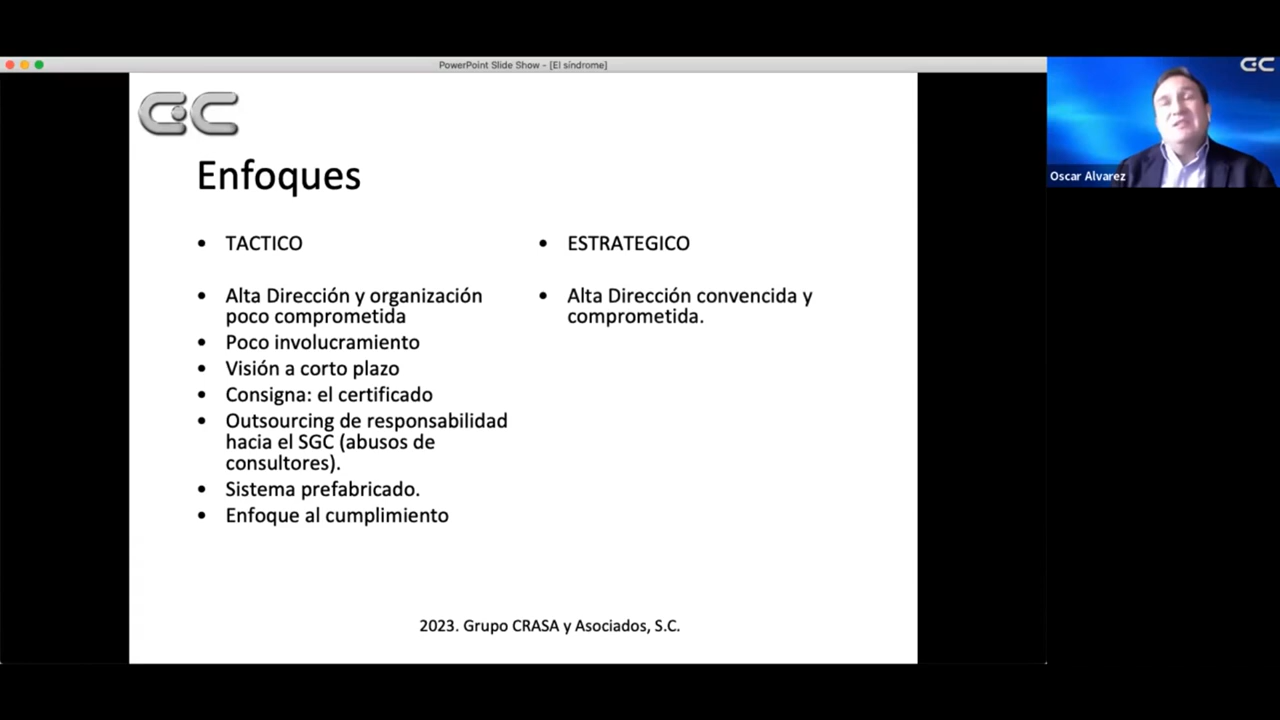 PowerPoint Slide Show - [El síndrome]
GC
GC
Oscar Alvarez
Enfoques
• TACTICO
• Alta Dirección y organización
poco comprometida
• Poco involucramiento
• Visión a corto plazo
• Consigna: el certificado
• Outsourcing de responsabilidad
hacia el SGC (abusos de
consultores).
• Sistema prefabricado.
• Enfoque al cumplimiento
• ESTRATEGICO
• Alta Dirección convencida y
comprometida.
2023. Grupo CRASA y Asociados, S.C.